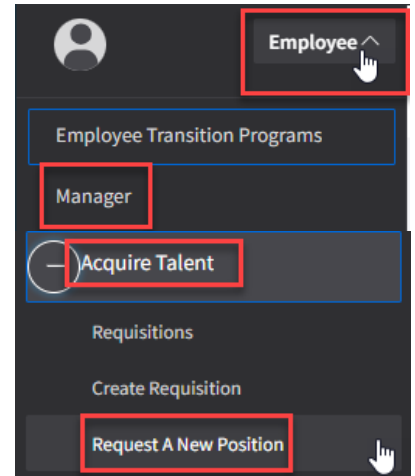 Employee
Employee Transition Programs
Manager
Acquire Talent
Requisitions
Create Requisition
Request A New Position